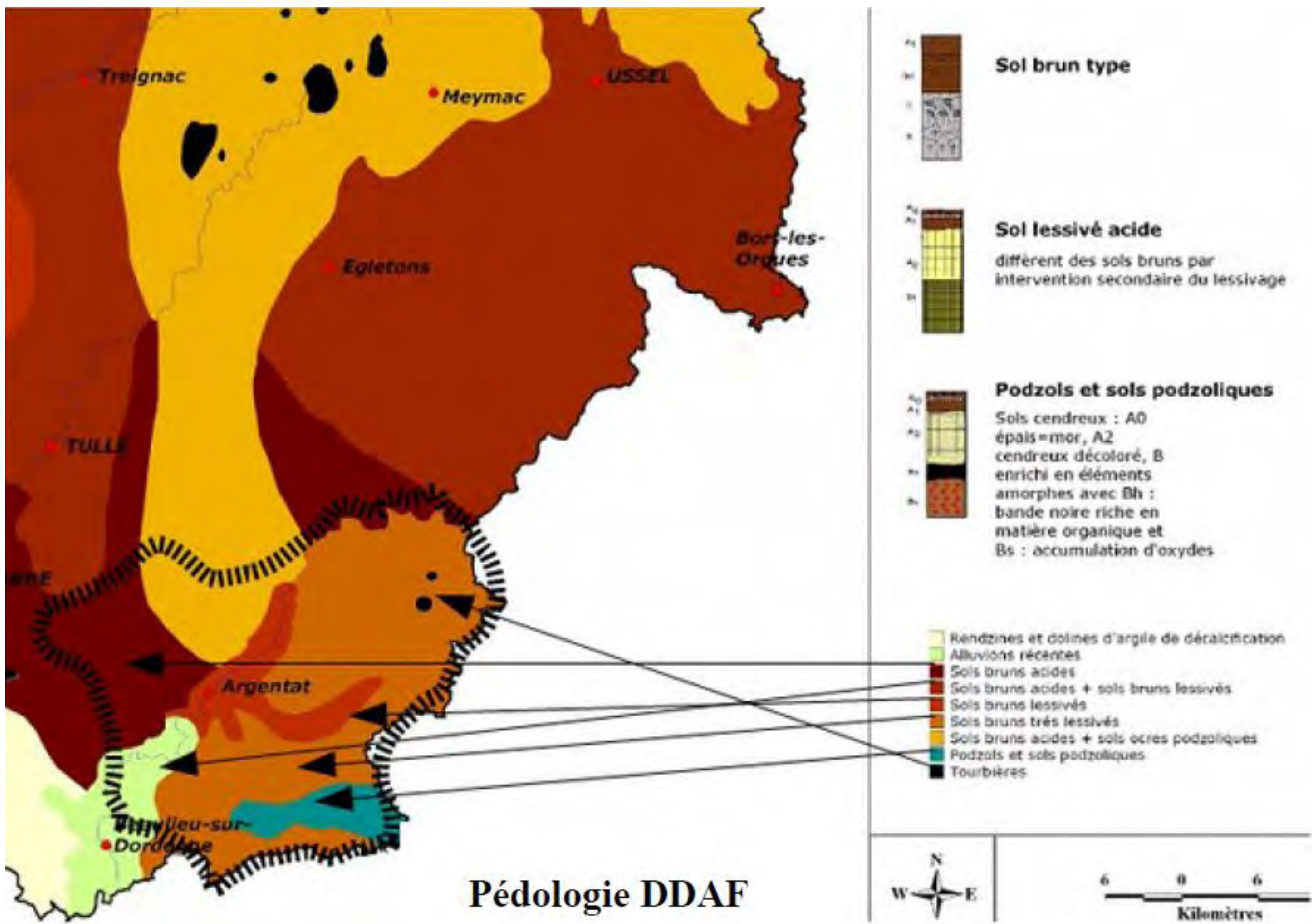 Treignac
Meymac
USSEL
Bort-les-
Orgues
Egletons
TULLE
Argentat
Beaulieu-sur-
Dordogne
Pédologie DDAF
Sol brun type
Sol lessivé acide
diffèrent des sols bruns par
intervention secondaire du lessivage
Podzols et sols podzoliques
Sols cendreux : A0
épais=mor, A2
cendreux décoloré, B
enrichi en éléments
amorphes avec Bh :
bande noire riche en
matière organique et
Bs : accumulation d'oxydes
Rendzines et dolines d'argile de décalcification
Alluvions récentes
Sols bruns acides
Sols bruns acides + sols bruns lessivés
Sols bruns lessivés
Sols bruns trés lessivés
Sols bruns acides + sols ocres podzoliques
Podzols et sols podzoliques
Tourbières
N
W E
S
6 0 6
Kilomètres